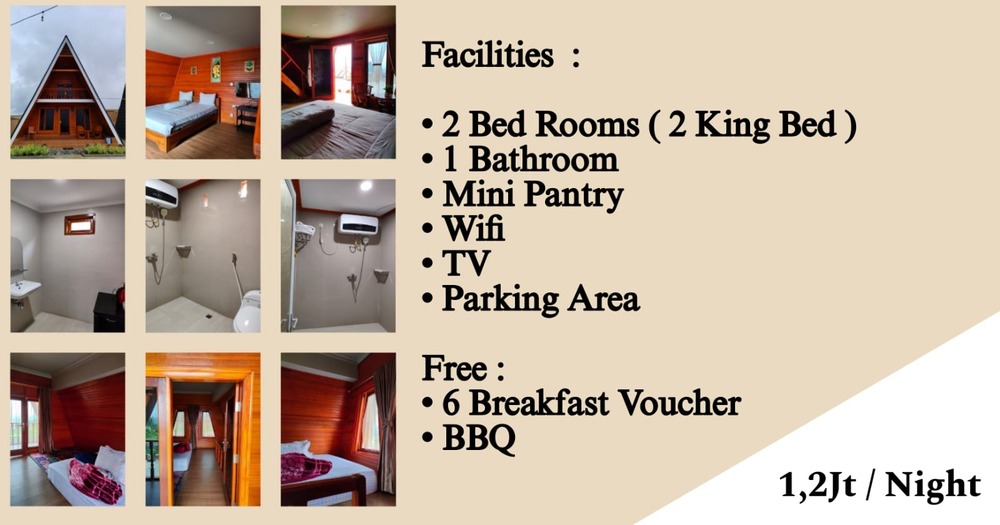 Facilities :
• 2 Bed Rooms ( 2 King Bed )
• 1 Bathroom
• Mini Pantry
• Wifi
• TV
• Parking Area
Free :
• 6 Breakfast Voucher
• BBQ
1,2Jt / Night